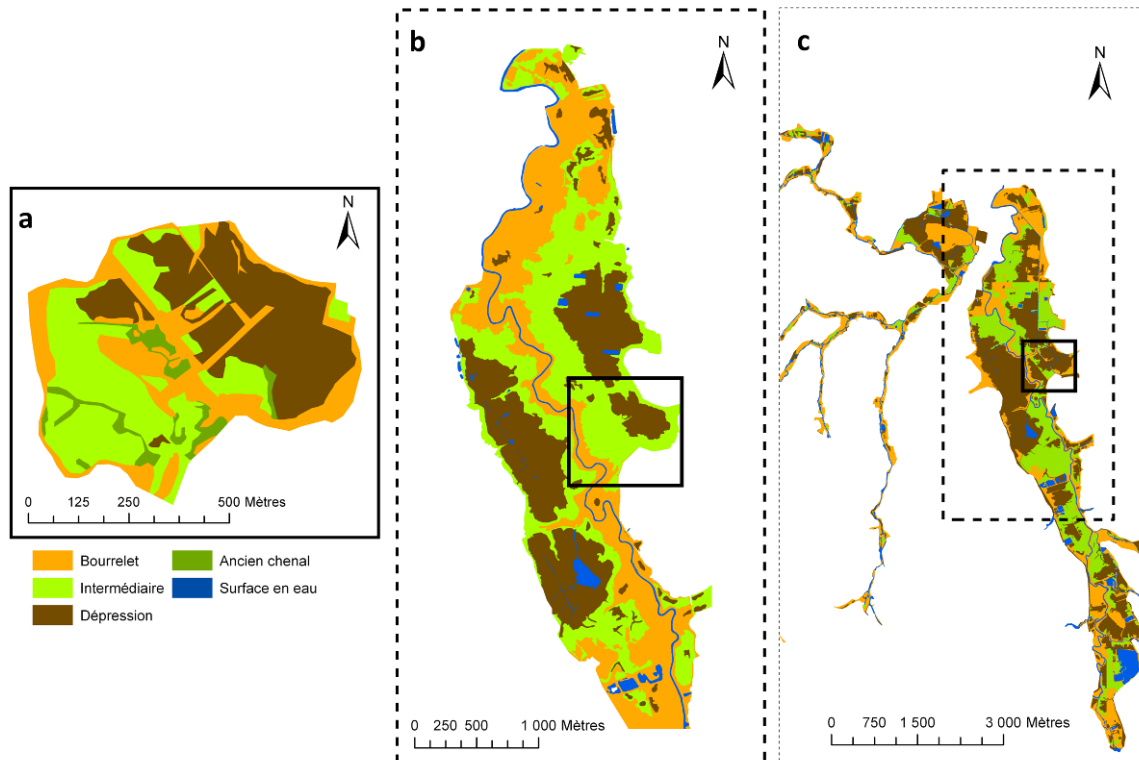 a
N
0 125 250 500 Mètres
Bourrelet
Intermédiaire
Dépression
Ancien chenal
Surface en eau
b
N
0 250 500 1 000 Mètres
c
N
0 750 1 500 3 000 Mètres